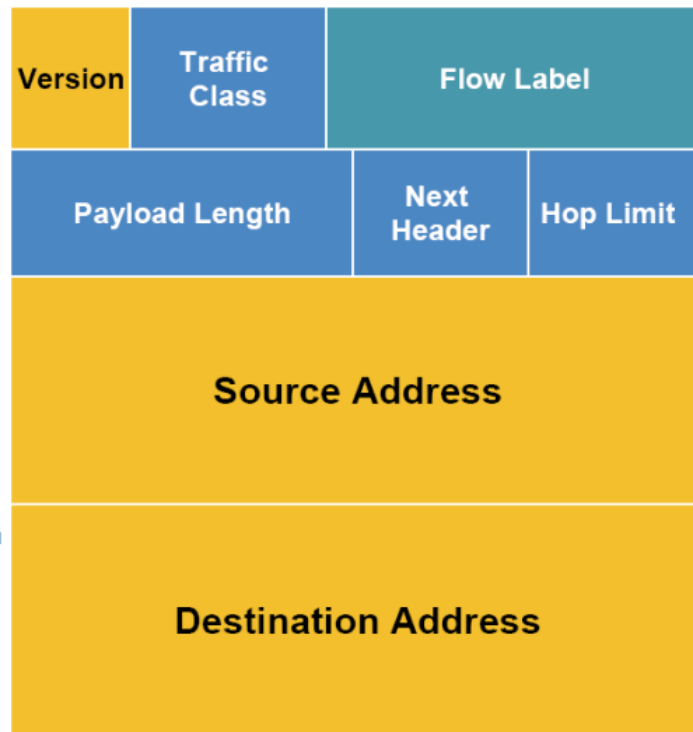 Version
Traffic
Class
Flow Label
Payload Length
Next
Header
Hop Limit
Source Address
Destination Address